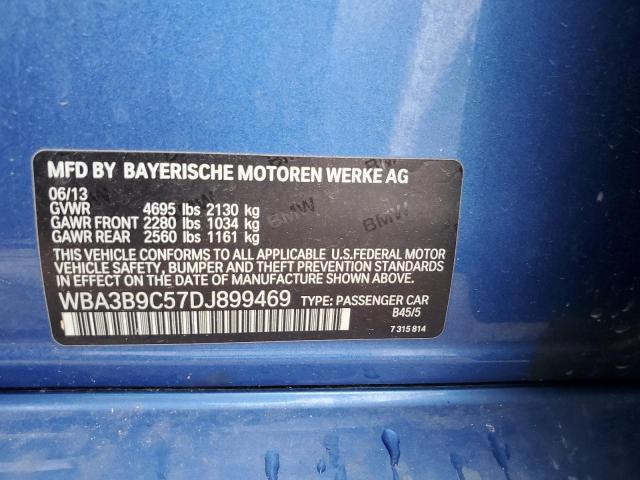 MFD BY BAYERISCHE MOTOREN WERKE AG
06/13
GVWR 4695 lbs 2130 kg
GAWR FRONT 2280 lbs 1034 kg
GAWR REAR 2560 lbs 1161 kg
BMW
THIS VEHICLE CONFORMS TO ALL APPLICABLE U.S.FEDERAL MOTOR
VEHICLE SAFETY, BUMPER, AND THEFT PREVENTION STANDARDS
IN EFFECT ON THE DATE OF MANUFACTURE SHOWN ABOVE.
WBA3B9C57DJ899469 TYPE: PASSENGER CAR
B45/5
7 315 814